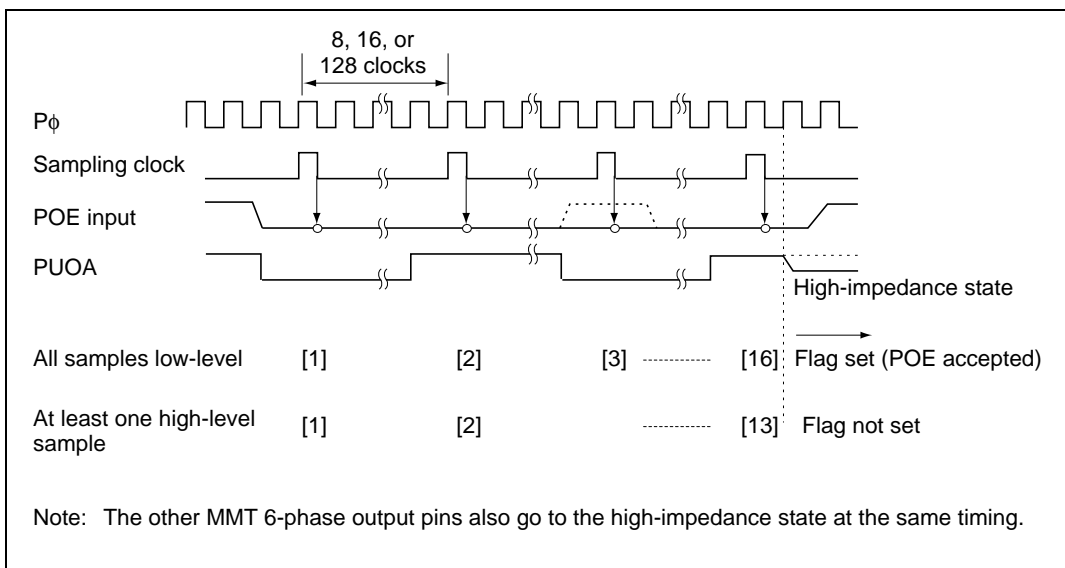 8, 16, or
128 clocks
Pϕ
Sampling clock
POE input
PUOA
High-impedance state
All samples low-level [1] [2] [3] [16] Flag set (POE accepted)
At least one high-level
sample [1] [2] [13] Flag not set
Note: The other MMT 6-phase output pins also go to the high-impedance state at the same timing.